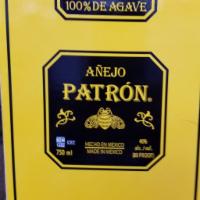 100% DE AGAVE
AÑEJO
PATRÓN®
HECHO EN MEXICO
MADE IN MEXICO
750 ml
40%
alc./vol.
(80 PROOF)